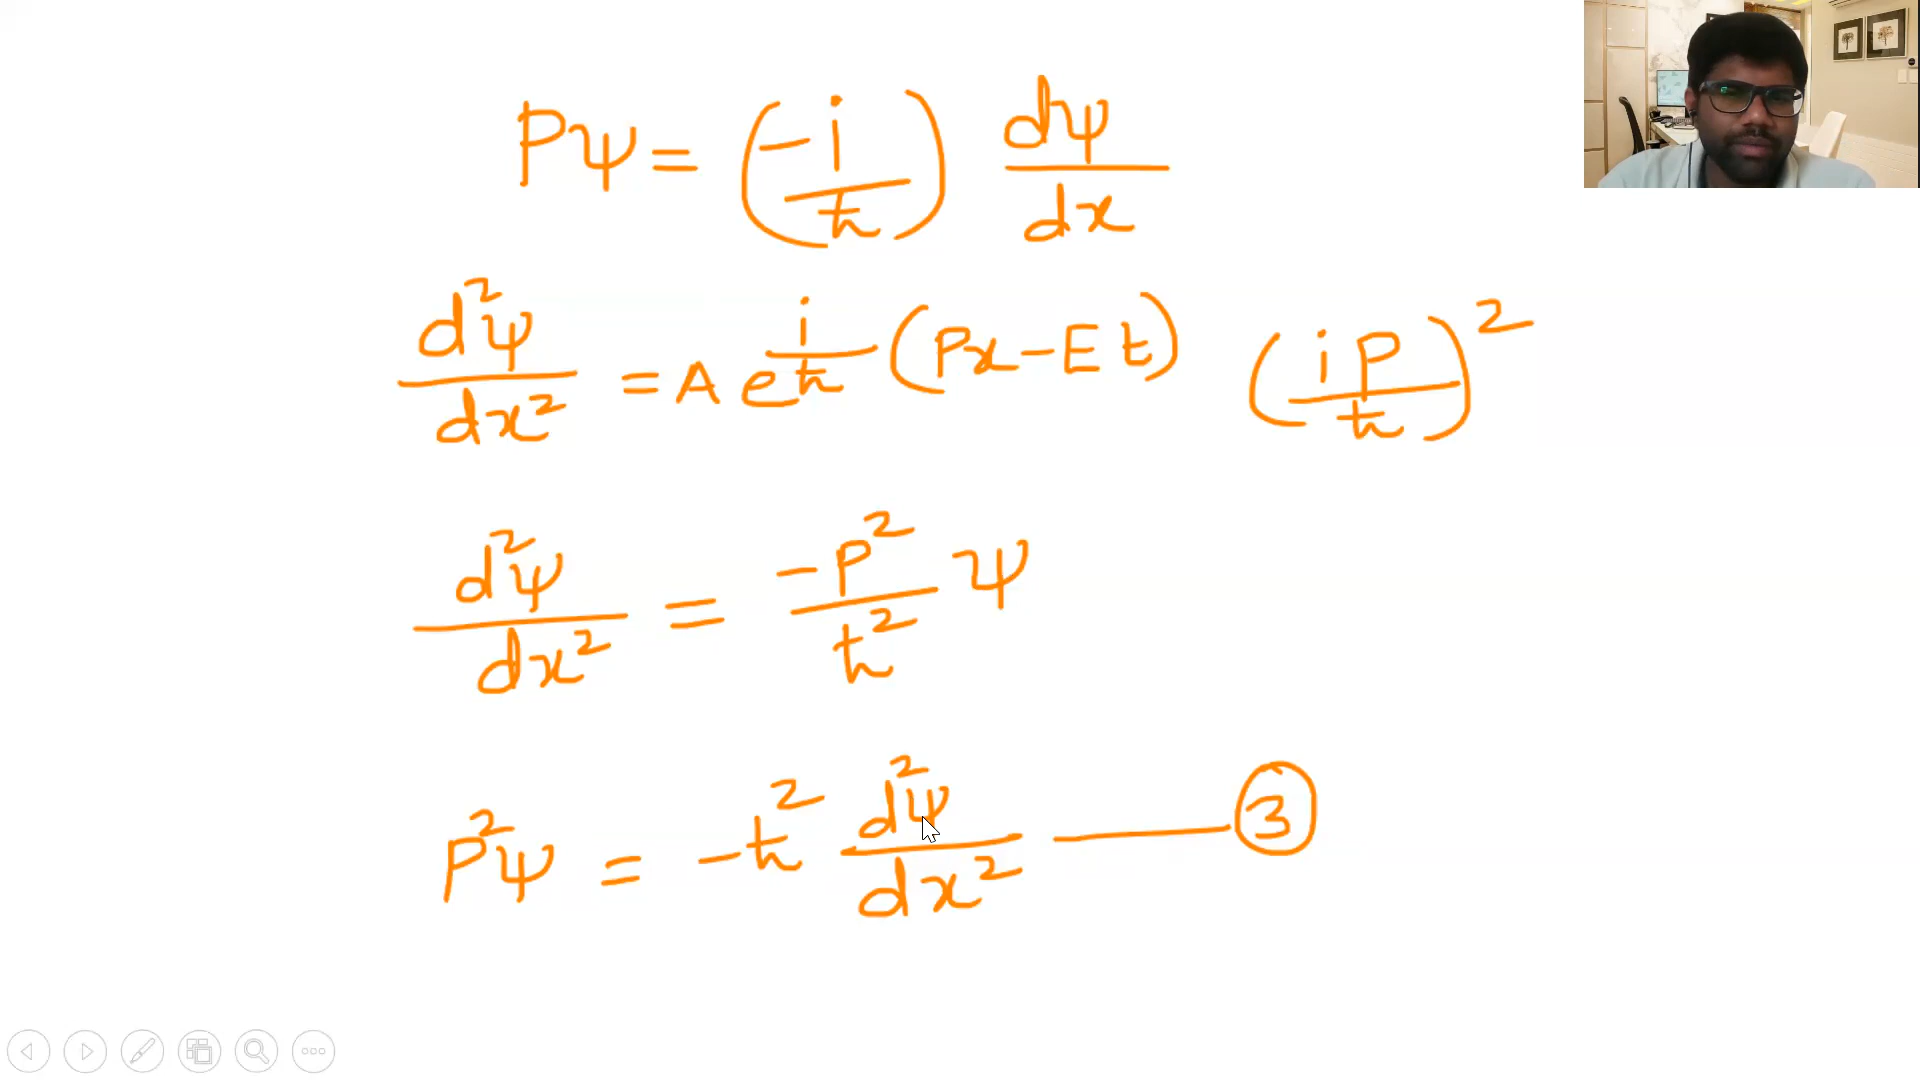 Pψ = (-i/ħ) dψ/dx
d²ψ/dx² = A e^(i/ħ (Px - Et)) (iP/ħ)²
d²ψ/dx² = -P²/ħ² ψ
P²ψ = -ħ² d²ψ/dx² —— ③